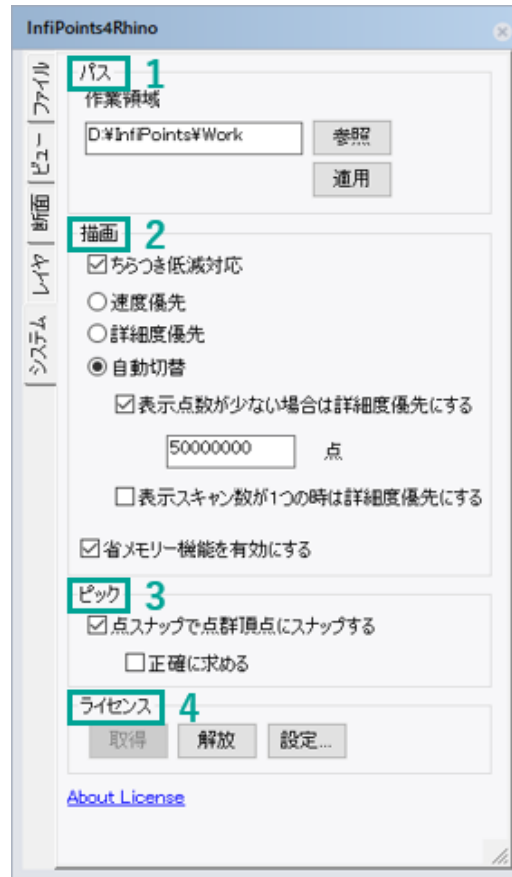 InfiPoints4Rhino
ファイル
ビュー
断面
レイヤ
システム
パス 1
作業領域
D:¥InfiPoints¥Work 参照
適用
描画 2
ちらつき低減対応
速度優先
詳細度優先
自動切替
表示点数が少ない場合は詳細度優先にする
50000000 点
表示スキャン数が1つの時は詳細度優先にする
省メモリー機能を有効にする
ピック 3
点スナップで点群頂点にスナップする
正確に求める
ライセンス 4
取得 解放 設定...
About License